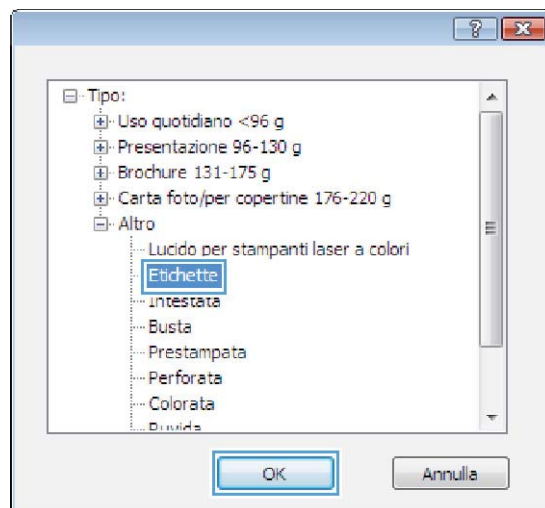 Tipo:
Uso quotidiano <96 g
Presentazione 96-130 g
Brochure 131-175 g
Carta foto/per copertine 176-220 g
Altro
Lucido per stampanti laser a colori
Etichette
Intestata
Busta
Prestampata
Perforata
Colorata
Ruvida
OK
Annulla